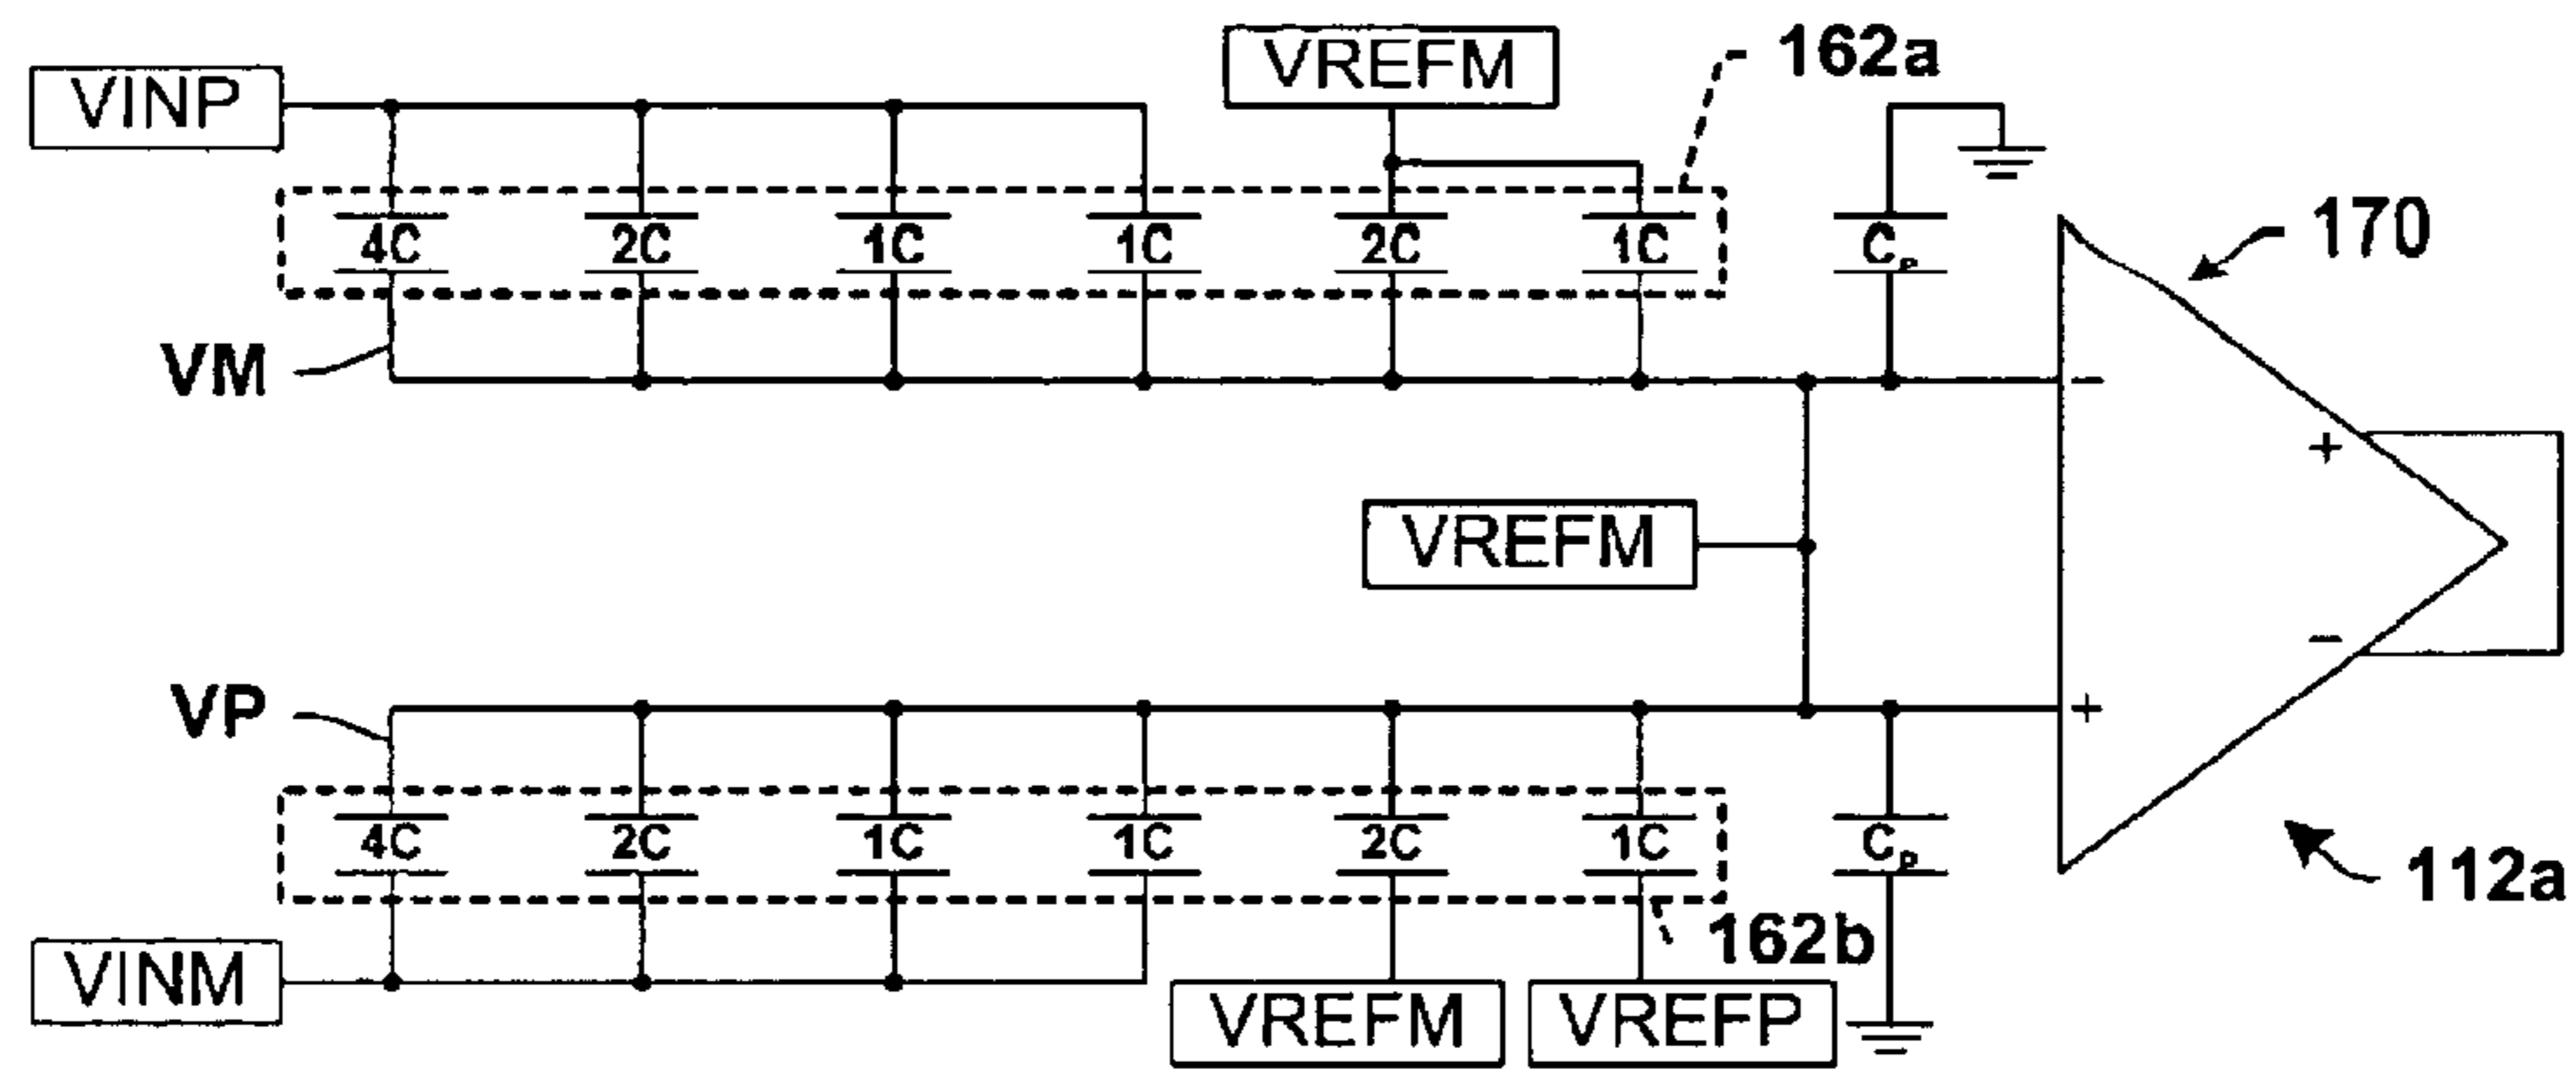 VREFM
162a
VINP
4C 2C 1C 1C 2C 1C CP
170
VM
−
+
VREFM
−
VP
+
4C 2C 1C 1C 2C 1C CP
112a
162b
VINM
VREFM VREFP